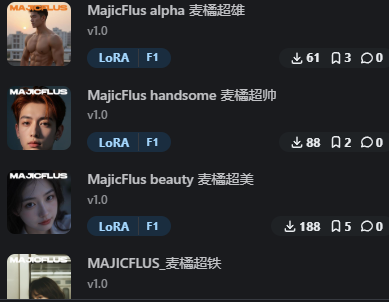 MAJICFLUS
MajicFlus alpha 麦橘超雄
v1.0
LoRA F1
61 3 0
MAJICFLUS
MajicFlus handsome 麦橘超帅
v1.0
LoRA F1
88 2 0
MAJICFLUS
MajicFlus beauty 麦橘超美
v1.0
LoRA F1
188 5 0
MAJICFLUS
MAJICFLUS_麦橘超铁
v1.0